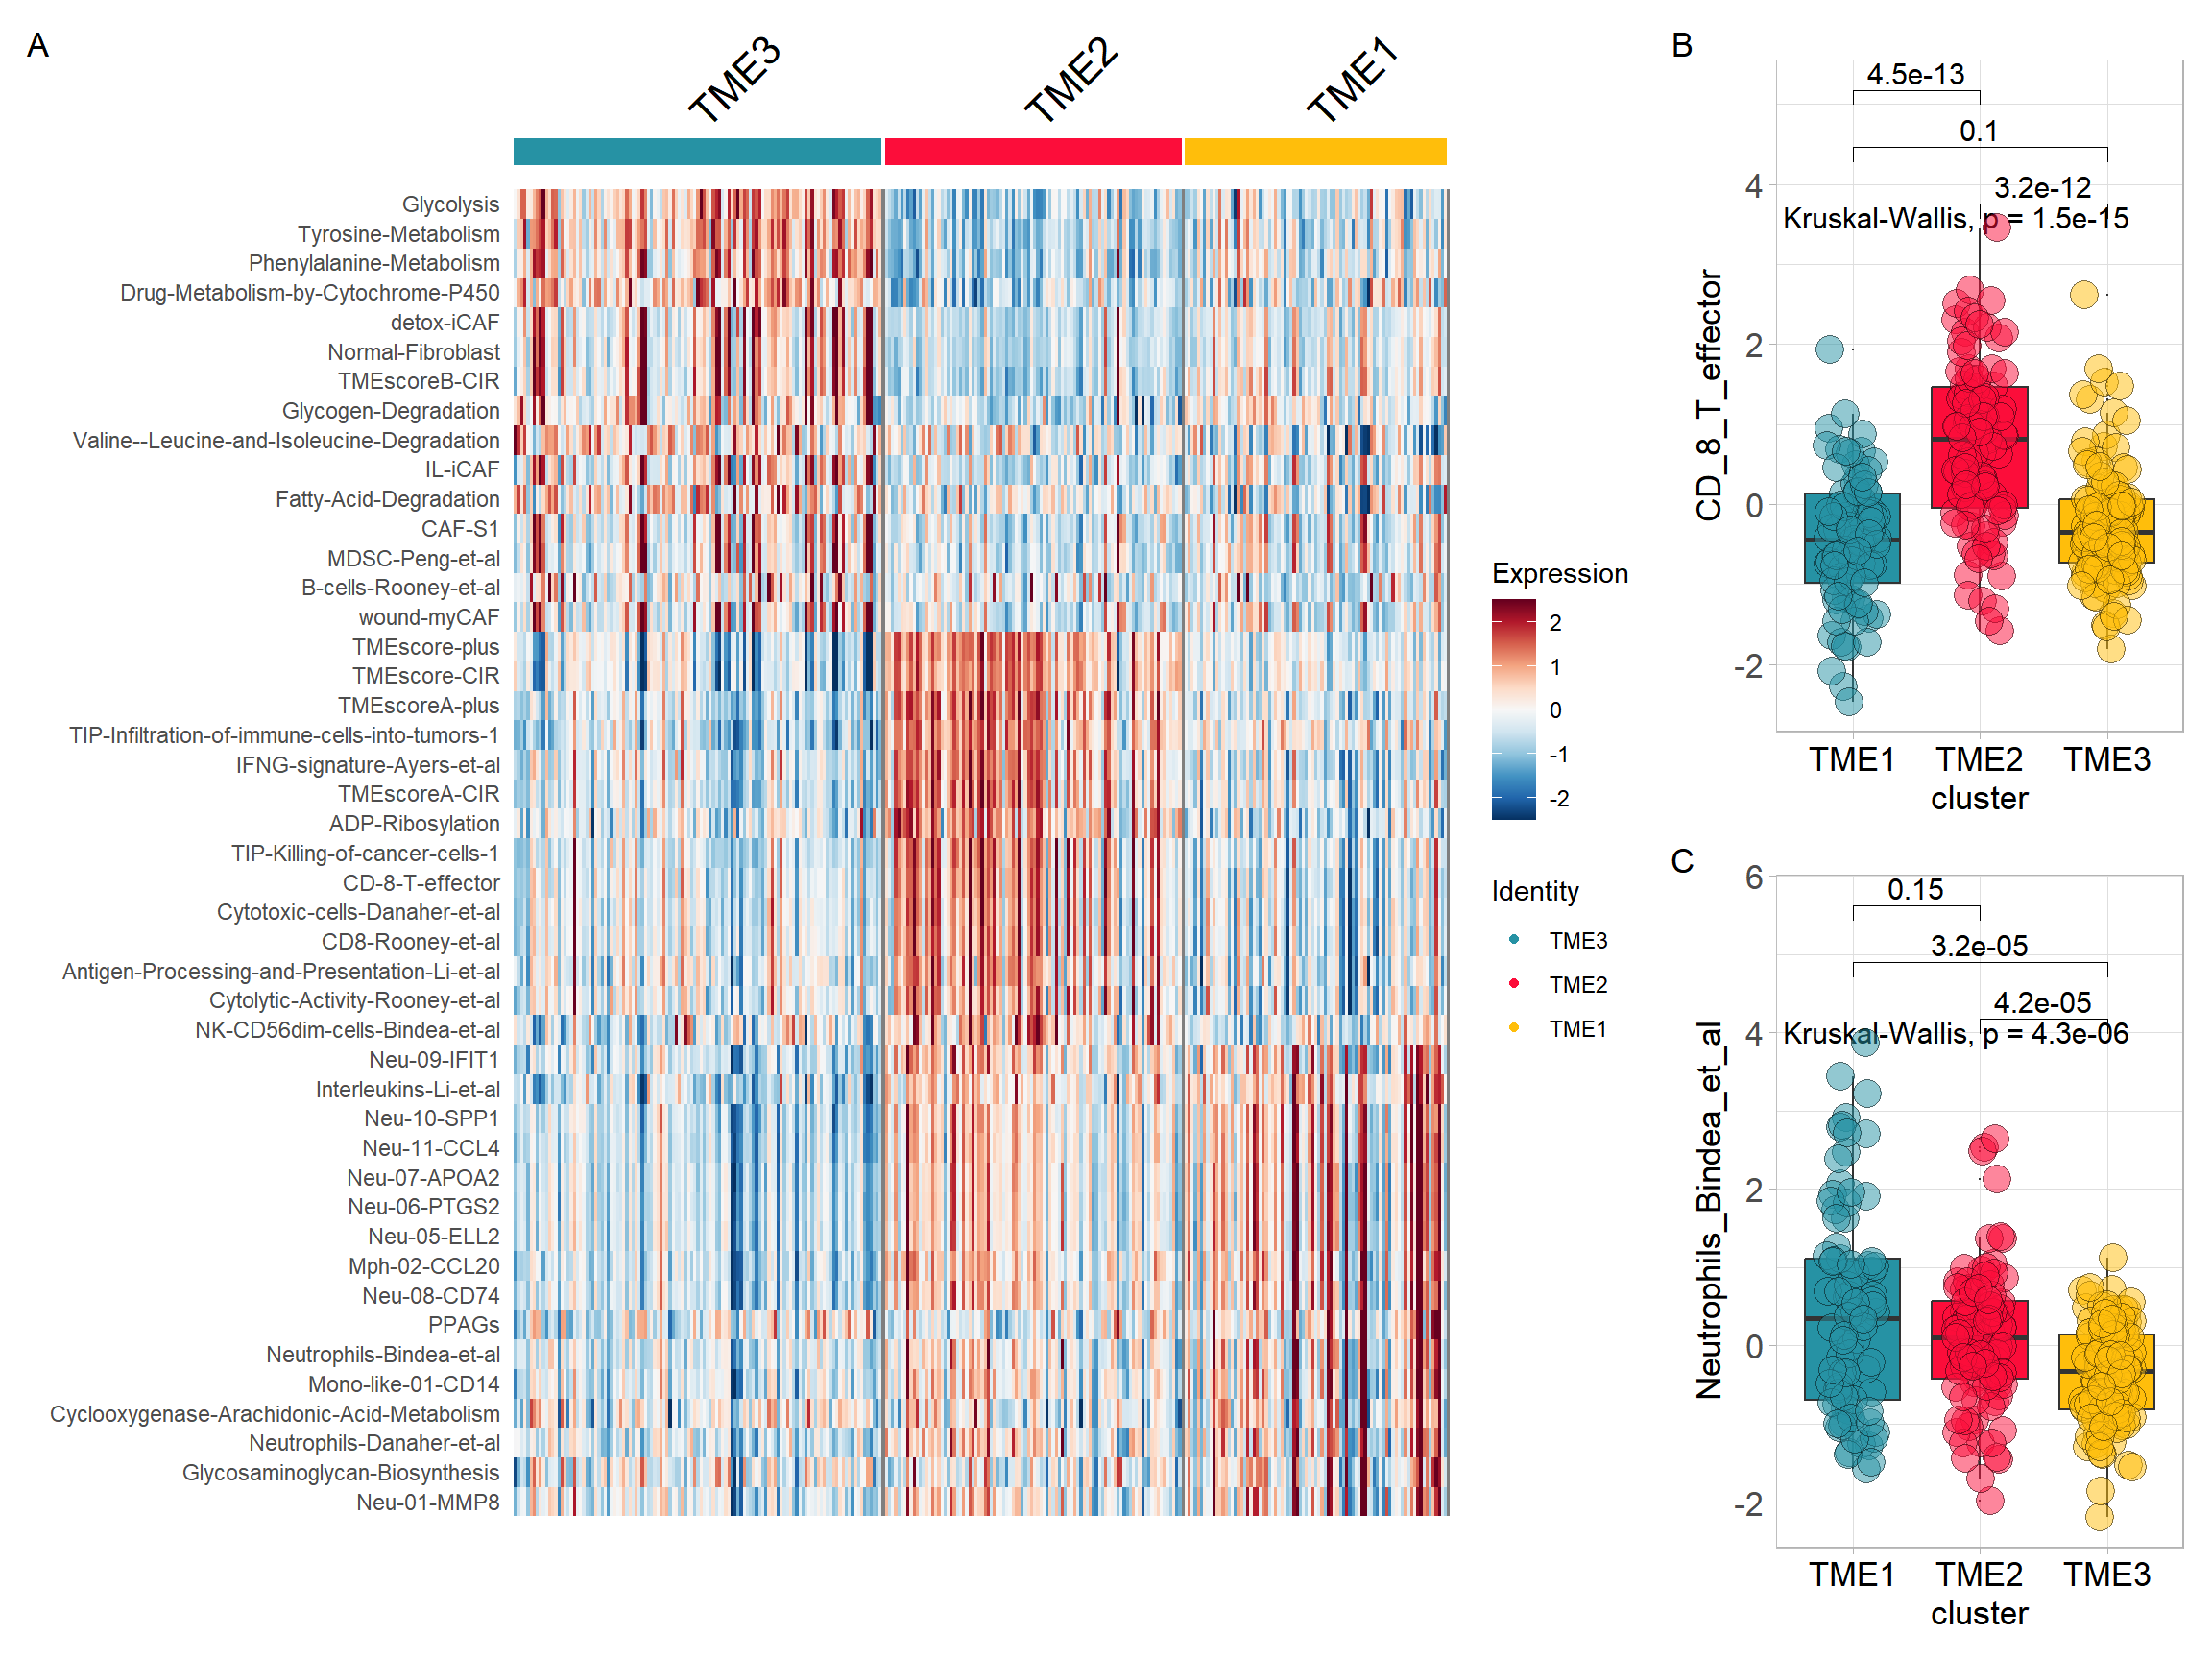 A
TME3
TME2
TME1
Glycolysis
Tyrosine-Metabolism
Phenylalanine-Metabolism
Drug-Metabolism-by-Cytochrome-P450
detox-iCAF
Normal-Fibroblast
TMEscoreB-CIR
Glycogen-Degradation
Valine--Leucine-and-Isoleucine-Degradation
IL-iCAF
Fatty-Acid-Degradation
CAF-S1
MDSC-Peng-et-al
B-cells-Rooney-et-al
wound-myCAF
TMEscore-plus
TMEscore-CIR
TMEscoreA-plus
TIP-Infiltration-of-immune-cells-into-tumors-1
IFNG-signature-Ayers-et-al
TMEscoreA-CIR
ADP-Ribosylation
TIP-Killing-of-cancer-cells-1
CD-8-T-effector
Cytotoxic-cells-Danaher-et-al
CD8-Rooney-et-al
Antigen-Processing-and-Presentation-Li-et-al
Cytolytic-Activity-Rooney-et-al
NK-CD56dim-cells-Bindea-et-al
Neu-09-IFIT1
Interleukins-Li-et-al
Neu-10-SPP1
Neu-11-CCL4
Neu-07-APOA2
Neu-06-PTGS2
Neu-05-ELL2
Mph-02-CCL20
Neu-08-CD74
PPAGs
Neutrophils-Bindea-et-al
Mono-like-01-CD14
Cyclooxygenase-Arachidonic-Acid-Metabolism
Neutrophils-Danaher-et-al
Glycosaminoglycan-Biosynthesis
Neu-01-MMP8
Expression
2
1
0
-1
-2
Identity
TME3
TME2
TME1
B
4.5e-13
0.1
3.2e-12
Kruskal-Wallis, p = 1.5e-15
CD_8_T_effector
4
2
0
-2
TME1 TME2 TME3
cluster
C
0.15
3.2e-05
4.2e-05
Kruskal-Wallis, p = 4.3e-06
Neutrophils_Bindea_et_al
6
4
2
0
-2
TME1 TME2 TME3
cluster